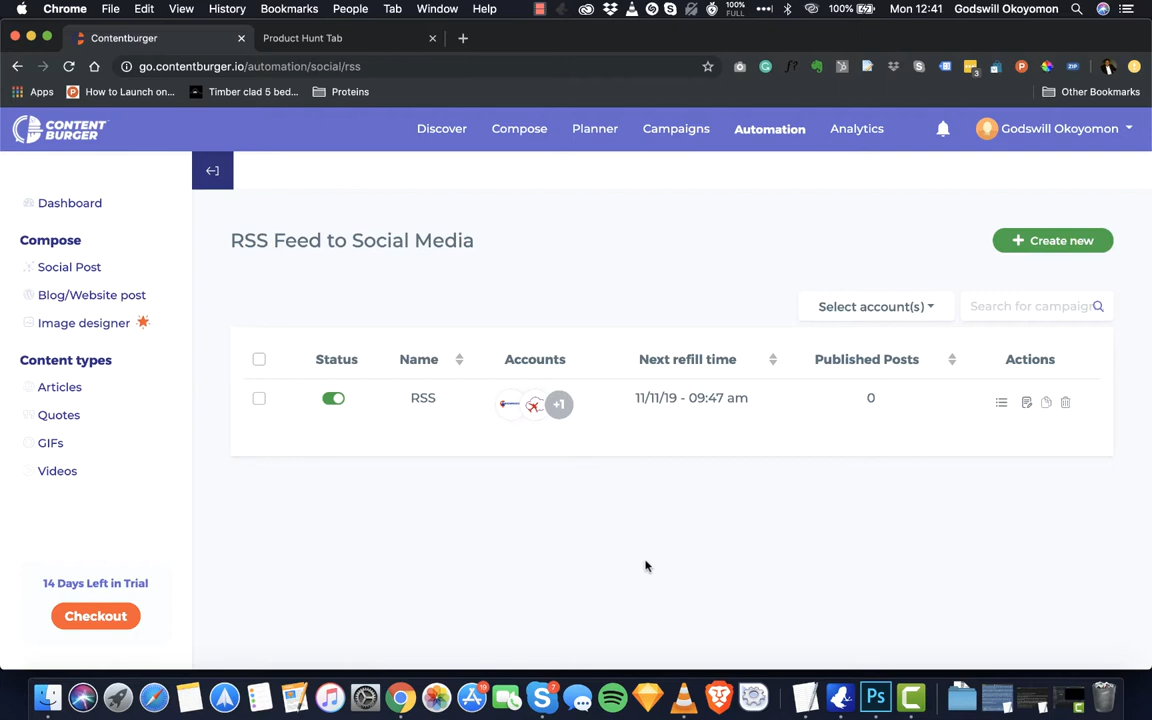 Chrome File Edit View History Bookmarks People Tab Window Help 100% FULL 100% Mon 12:41 Godswill Okoyomon
Contentburger Product Hunt Tab
go.contentburger.io/automation/social/rss
Apps How to Launch on... Timber clad 5 bed... Proteins Other Bookmarks
CONTENT BURGER Discover Compose Planner Campaigns Automation Analytics Godswill Okoyomon
Dashboard
Compose
Social Post
Blog/Website post
Image designer
Content types
Articles
Quotes
GIFs
Videos
14 Days Left in Trial
Checkout
RSS Feed to Social Media
+ Create new
Select account(s) Search for campaign
Status Name Accounts Next refill time Published Posts Actions
RSS +1 11/11/19 - 09:47 am 0
19 7 Ps